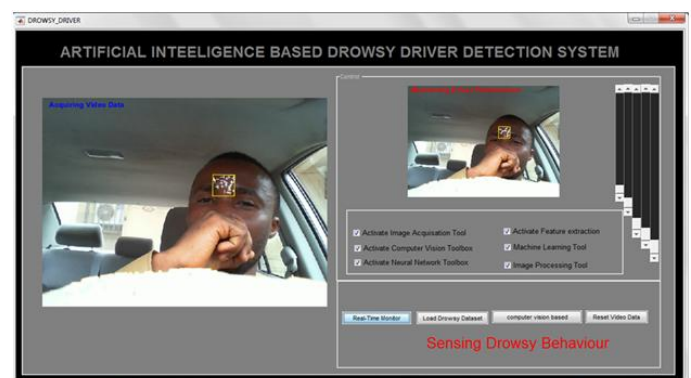 DROWSY_DRIVER
ARTIFICIAL INTEELIGENCE BASED DROWSY DRIVER DETECTION SYSTEM
Control
Acquiring Video Data
Activate Image Acquisation Tool
Activate Feature extraction
Activate Computer Vision Toolbox
Machine Learning Tool
Activate Neural Network Toolbox
Image Processing Tool
Real-Time Monitor
Load Drowsy Dataset
computer vision based
Reset Video Data
Sensing Drowsy Behaviour